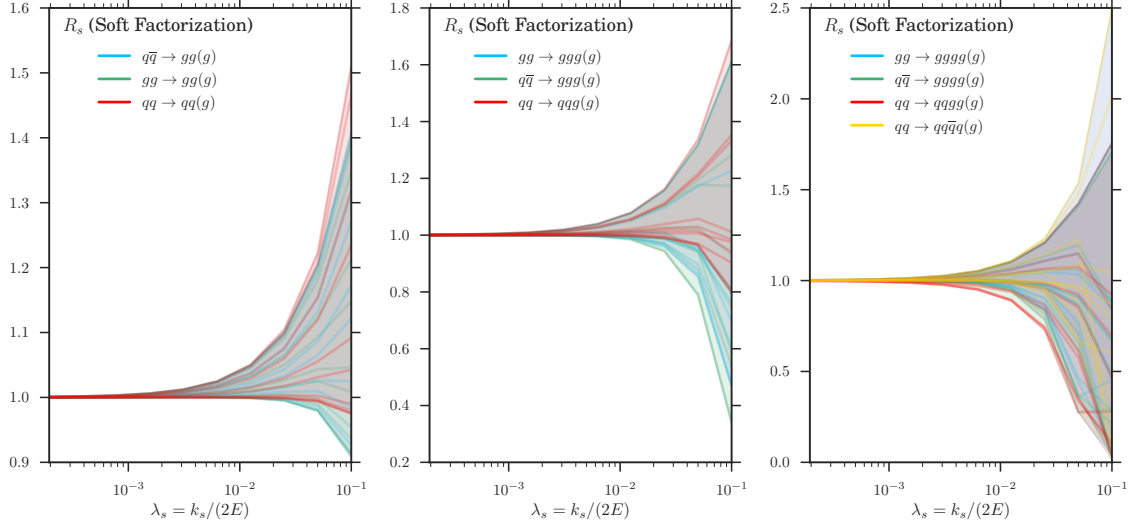 R_s (Soft Factorization)
qq̅ → gg(g)
gg → gg(g)
qq → qq(g)
1.6
1.5
1.4
1.3
1.2
1.1
1.0
0.9
10⁻³
10⁻²
10⁻¹
λ_s = k_s/(2E)
R_s (Soft Factorization)
gg → ggg(g)
qq̅ → ggg(g)
qq → qqg(g)
1.8
1.6
1.4
1.2
1.0
0.8
0.6
0.4
0.2
10⁻³
10⁻²
10⁻¹
λ_s = k_s/(2E)
R_s (Soft Factorization)
gg → gggg(g)
qq̅ → gggg(g)
qq → qqgg(g)
qq → qqq̅q(g)
2.5
2.0
1.5
1.0
0.5
0.0
10⁻³
10⁻²
10⁻¹
λ_s = k_s/(2E)